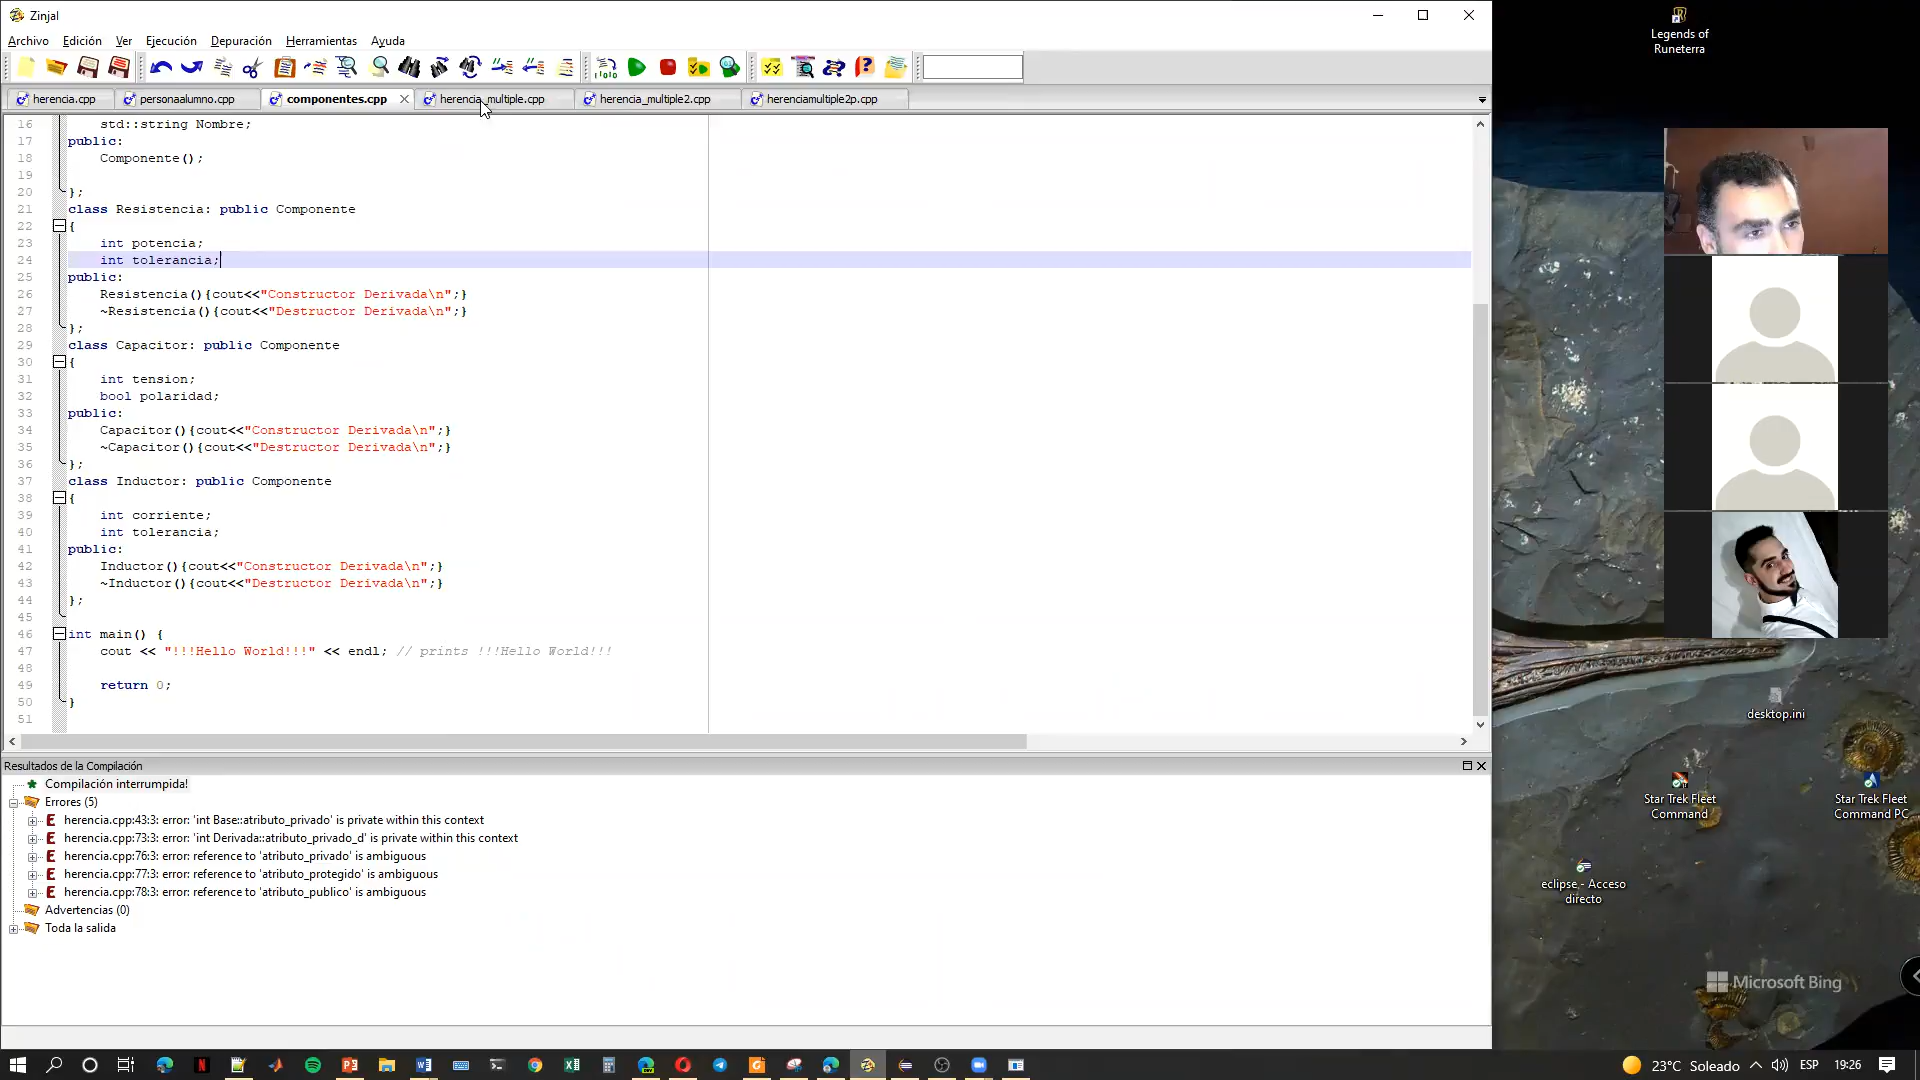 Zinjal
Archivo Edición Ver Ejecución Depuración Herramientas Ayuda
herencia.cpp personaalumno.cpp componentes.cpp herencia_multiple.cpp herencia_multiple2.cpp herenciamultiple2p.cpp
16 std::string Nombre;
17 public:
18 Componente();
19
20 };
21 class Resistencia: public Componente
22 {
23 int potencia;
24 int tolerancia;
25 public:
26 Resistencia(){cout<<"Constructor Derivada\n";}
27 ~Resistencia(){cout<<"Destructor Derivada\n";}
28 };
29 class Capacitor: public Componente
30 {
31 int tension;
32 bool polaridad;
33 public:
34 Capacitor(){cout<<"Constructor Derivada\n";}
35 ~Capacitor(){cout<<"Destructor Derivada\n";}
36 };
37 class Inductor: public Componente
38 {
39 int corriente;
40 int tolerancia;
41 public:
42 Inductor(){cout<<"Constructor Derivada\n";}
43 ~Inductor(){cout<<"Destructor Derivada\n";}
44 };
45
46 int main() {
47 cout << "!!!Hello World!!!" << endl; // prints !!!Hello World!!!
48
49 return 0;
50 }
51
Resultados de la Compilación
Compilación interrumpida!
Errores (5)
herencia.cpp:43:3: error: 'int Base::atributo_privado' is private within this context
herencia.cpp:73:3: error: 'int Derivada::atributo_privado_d' is private within this context
herencia.cpp:76:3: error: reference to 'atributo_privado' is ambiguous
herencia.cpp:77:3: error: reference to 'atributo_protegido' is ambiguous
herencia.cpp:78:3: error: reference to 'atributo_publico' is ambiguous
Advertencias (0)
Toda la salida
Legends of
Runeterra
desktop.ini
Star Trek Fleet
Command
Star Trek Fleet
Command PC
eclipse - Acceso
directo
Microsoft Bing
23°C Soleado ESP 19:26